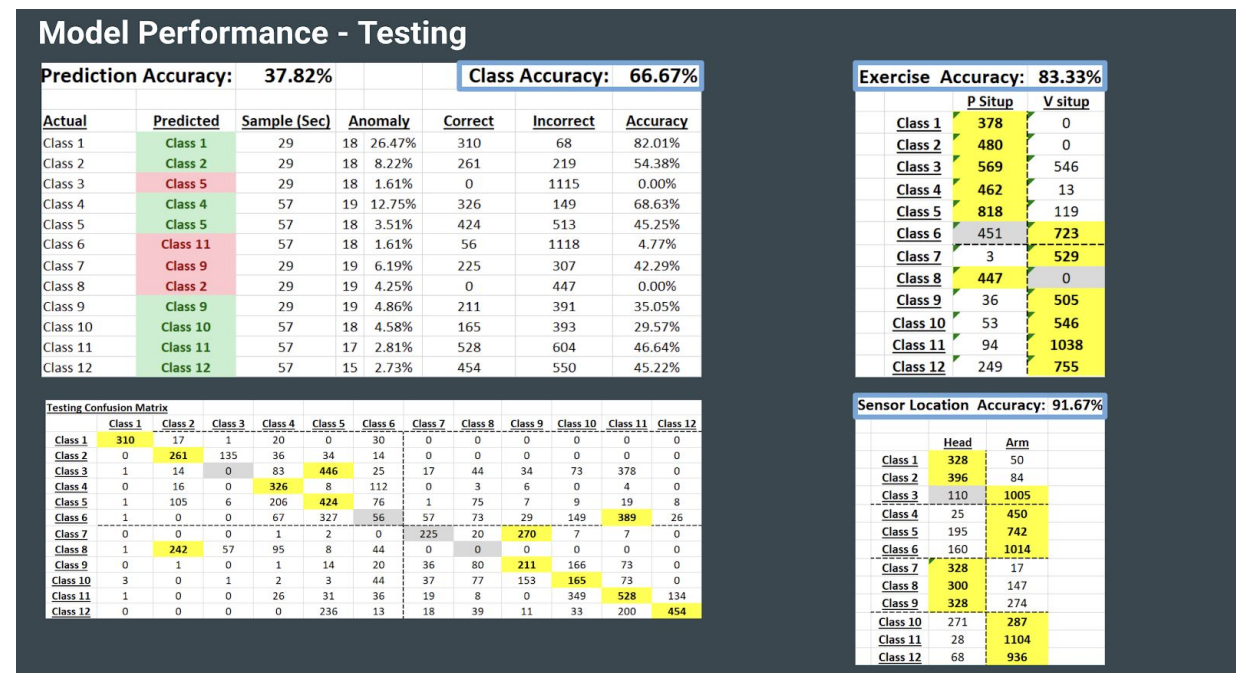 Model Performance - Testing
Prediction Accuracy: 37.82% Class Accuracy: 66.67%
Actual Predicted Sample (Sec) Anomaly Correct Incorrect Accuracy
Class 1 Class 1 29 18 26.47% 310 68 82.01%
Class 2 Class 2 29 18 8.22% 261 219 54.38%
Class 3 Class 5 29 18 1.61% 0 1115 0.00%
Class 4 Class 4 57 19 12.75% 326 149 68.63%
Class 5 Class 5 57 18 3.51% 424 513 45.25%
Class 6 Class 11 57 18 1.61% 56 1118 4.77%
Class 7 Class 9 29 19 6.19% 225 307 42.29%
Class 8 Class 2 29 19 4.25% 0 447 0.00%
Class 9 Class 9 29 19 4.86% 211 391 35.05%
Class 10 Class 10 57 18 4.58% 165 393 29.57%
Class 11 Class 11 57 17 2.81% 528 604 46.64%
Class 12 Class 12 57 15 2.73% 454 550 45.22%
Exercise Accuracy: 83.33%
P Situp V situp
Class 1 378 0
Class 2 480 0
Class 3 569 546
Class 4 462 13
Class 5 818 119
Class 6 451 723
Class 7 3 529
Class 8 447 0
Class 9 36 505
Class 10 53 546
Class 11 94 1038
Class 12 249 755
Testing Confusion Matrix
Class 1 Class 2 Class 3 Class 4 Class 5 Class 6 Class 7 Class 8 Class 9 Class 10 Class 11 Class 12
Class 1 310 17 1 20 0 30 0 0 0 0 0 0
Class 2 0 261 135 36 34 14 0 0 0 0 0 0
Class 3 1 14 0 83 446 25 17 44 34 73 378 0
Class 4 0 16 0 326 8 112 0 3 6 0 4 0
Class 5 1 105 6 206 424 76 1 75 7 9 19 8
Class 6 1 0 0 67 327 56 57 73 29 149 389 26
Class 7 0 0 0 1 2 0 225 20 270 7 7 0
Class 8 1 242 57 95 8 44 0 0 0 0 0 0
Class 9 0 1 0 1 14 20 36 80 211 166 73 0
Class 10 3 0 1 2 3 44 37 77 153 165 73 0
Class 11 1 0 0 26 31 36 19 8 0 349 528 134
Class 12 0 0 0 0 236 13 18 39 11 33 200 454
Sensor Location Accuracy: 91.67%
Head Arm
Class 1 328 50
Class 2 396 84
Class 3 110 1005
Class 4 25 450
Class 5 195 742
Class 6 160 1014
Class 7 328 17
Class 8 300 147
Class 9 328 274
Class 10 271 287
Class 11 28 1104
Class 12 68 936